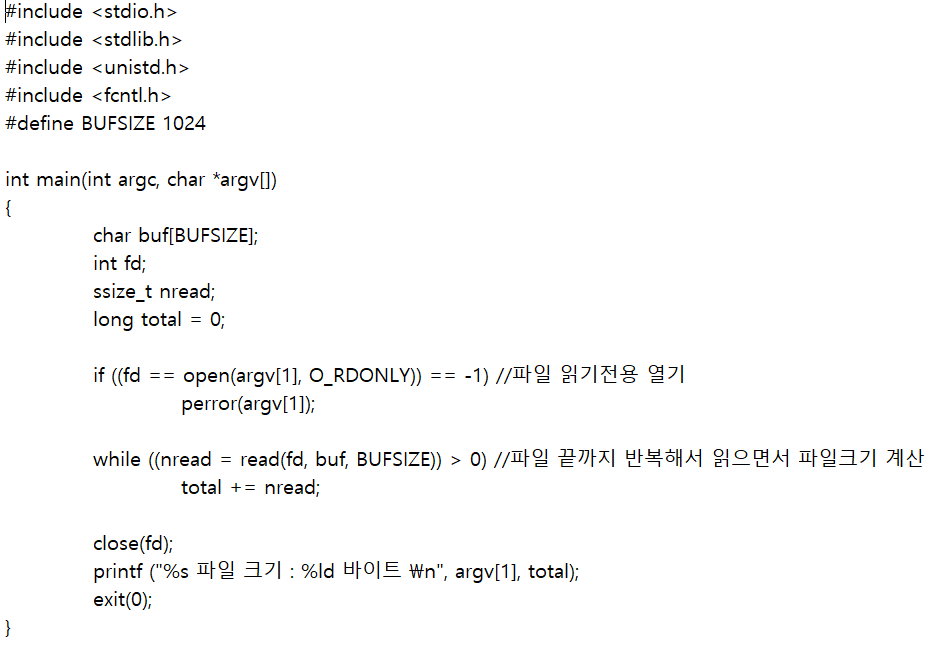 #include <stdio.h>
#include <stdlib.h>
#include <unistd.h>
#include <fcntl.h>
#define BUFSIZE 1024
int main(int argc, char *argv[])
{
char buf[BUFSIZE];
int fd;
ssize_t nread;
long total = 0;
if ((fd == open(argv[1], O_RDONLY)) == -1) //파일 읽기전용 열기
perror(argv[1]);
while ((nread = read(fd, buf, BUFSIZE)) > 0) //파일 끝까지 반복해서 읽으면서 파일크기 계산
total += nread;
close(fd);
printf ("%s 파일 크기 : %ld 바이트 ₩n", argv[1], total);
exit(0);
}